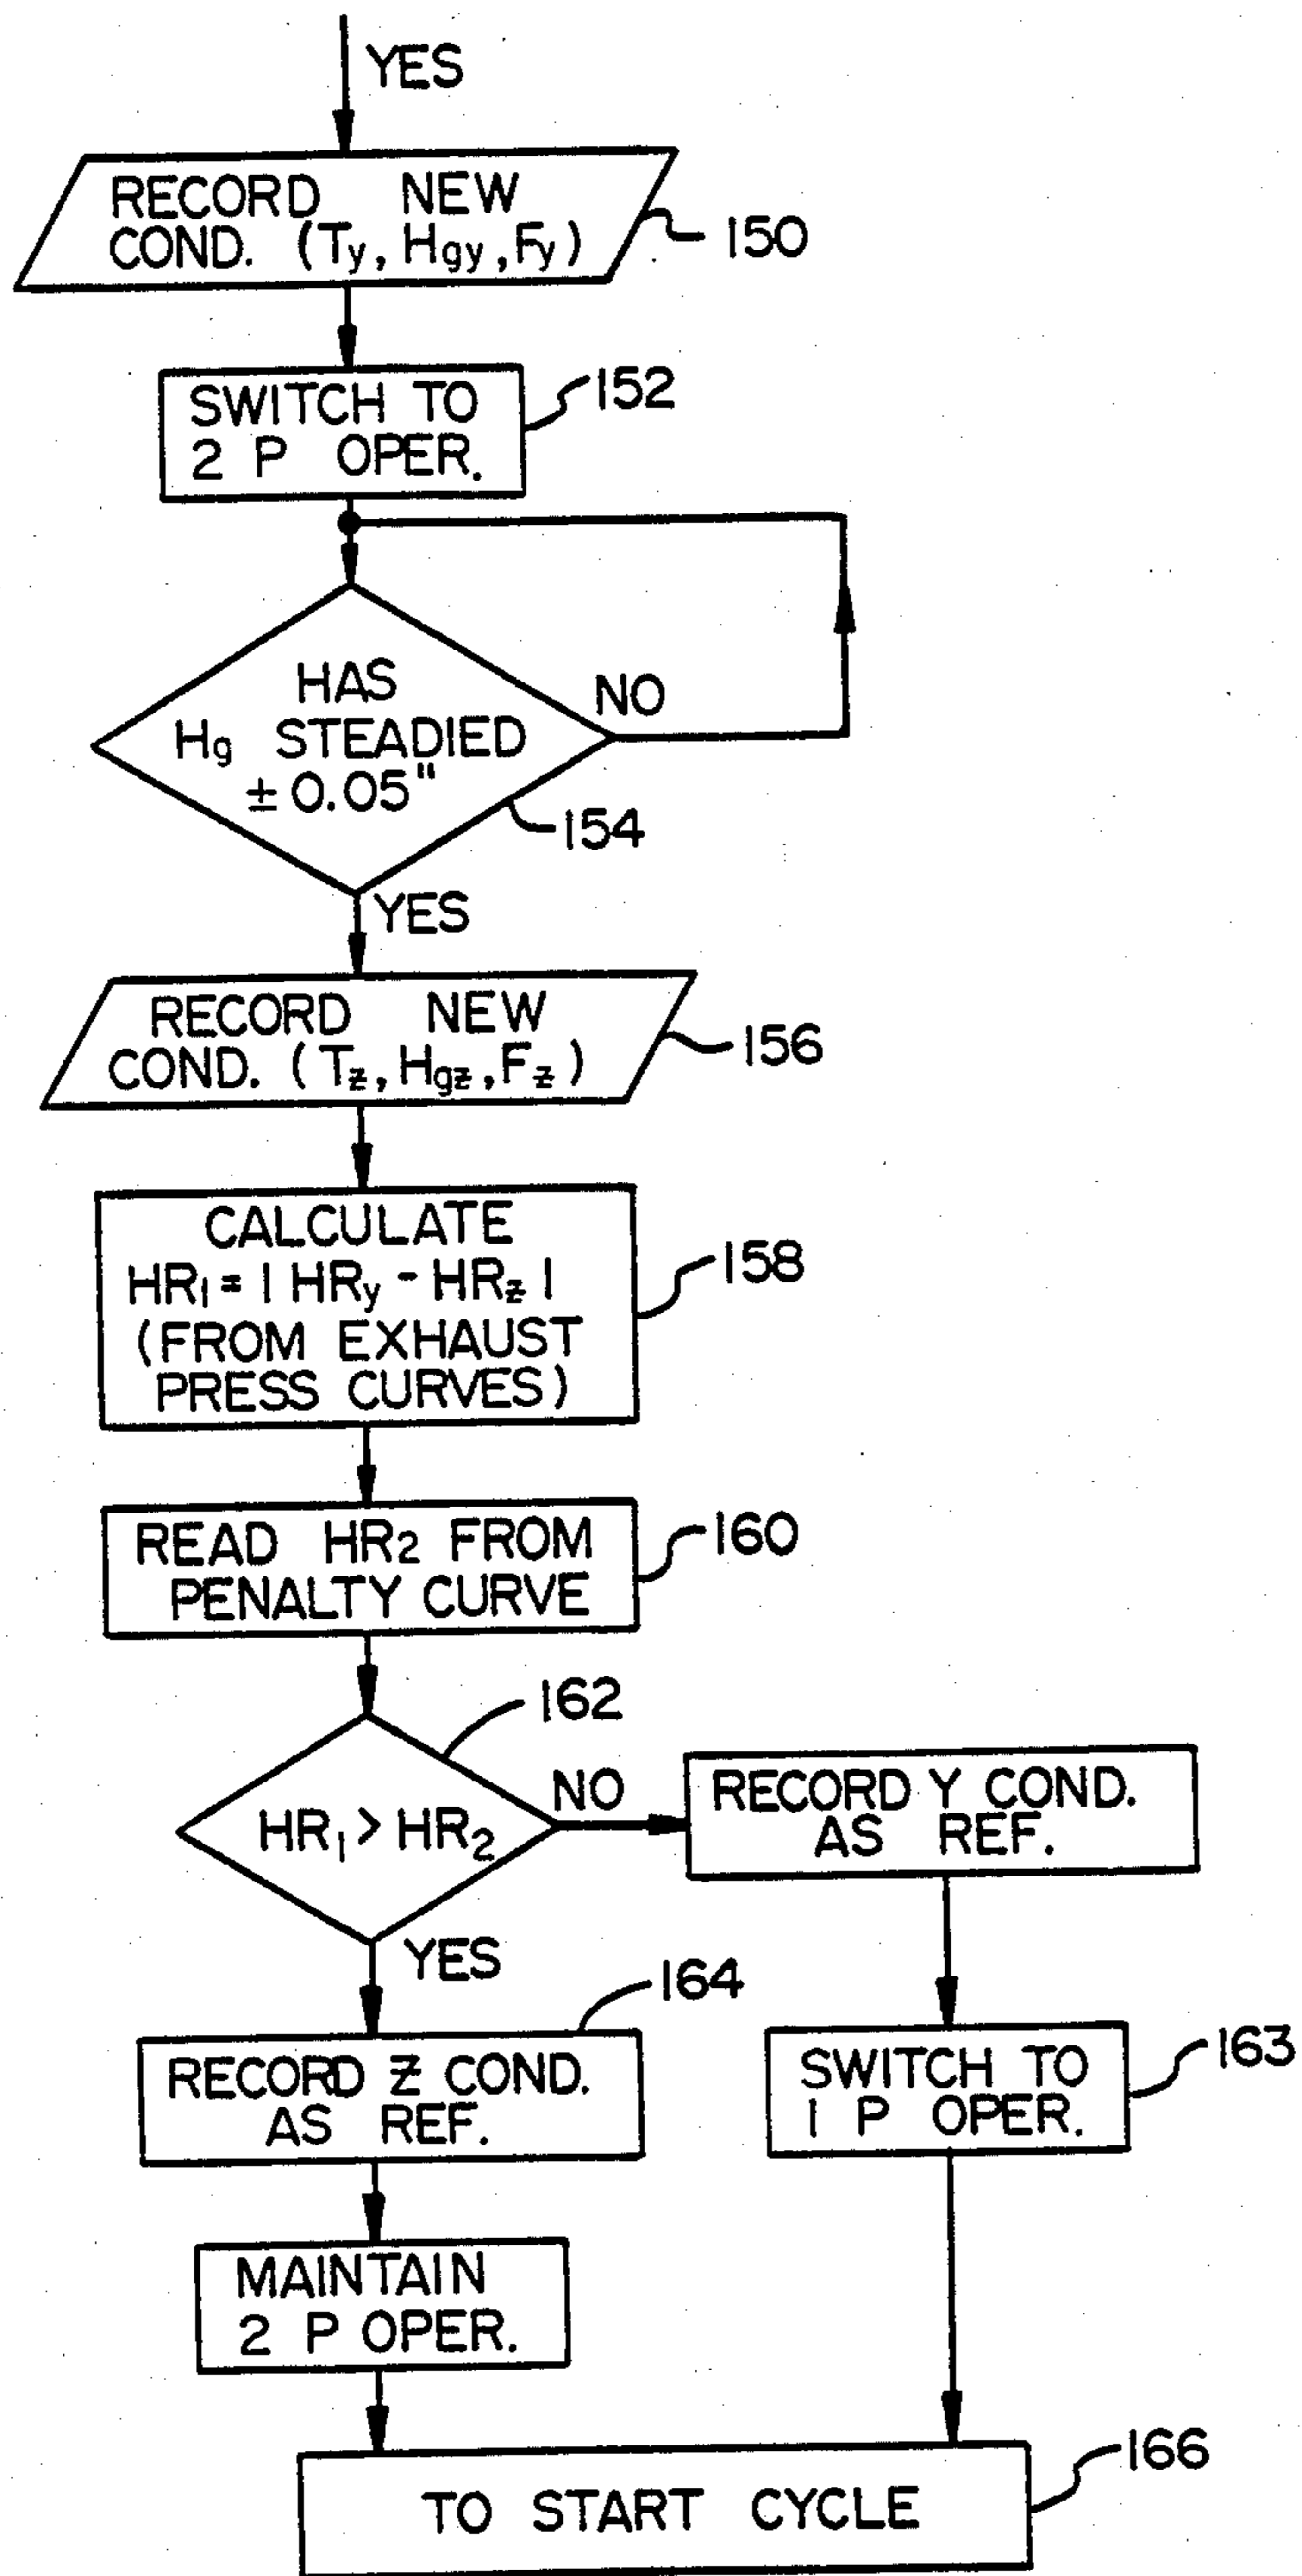 YES
RECORD NEW
COND. (Ty, Hgy, Fy)
150
SWITCH TO
2 P OPER.
152
HAS
Hg STEADIED
± 0.05"
NO
154
YES
RECORD NEW
COND. (Tz, Hgz, Fz)
156
CALCULATE
HR1 = | HRy - HRz |
(FROM EXHAUST
PRESS CURVES)
158
READ HR2 FROM
PENALTY CURVE
160
162
HR1 > HR2
NO
RECORD Y COND.
AS REF.
YES
164
RECORD Z COND.
AS REF.
SWITCH TO
1 P OPER.
163
MAINTAIN
2 P OPER.
166
TO START CYCLE